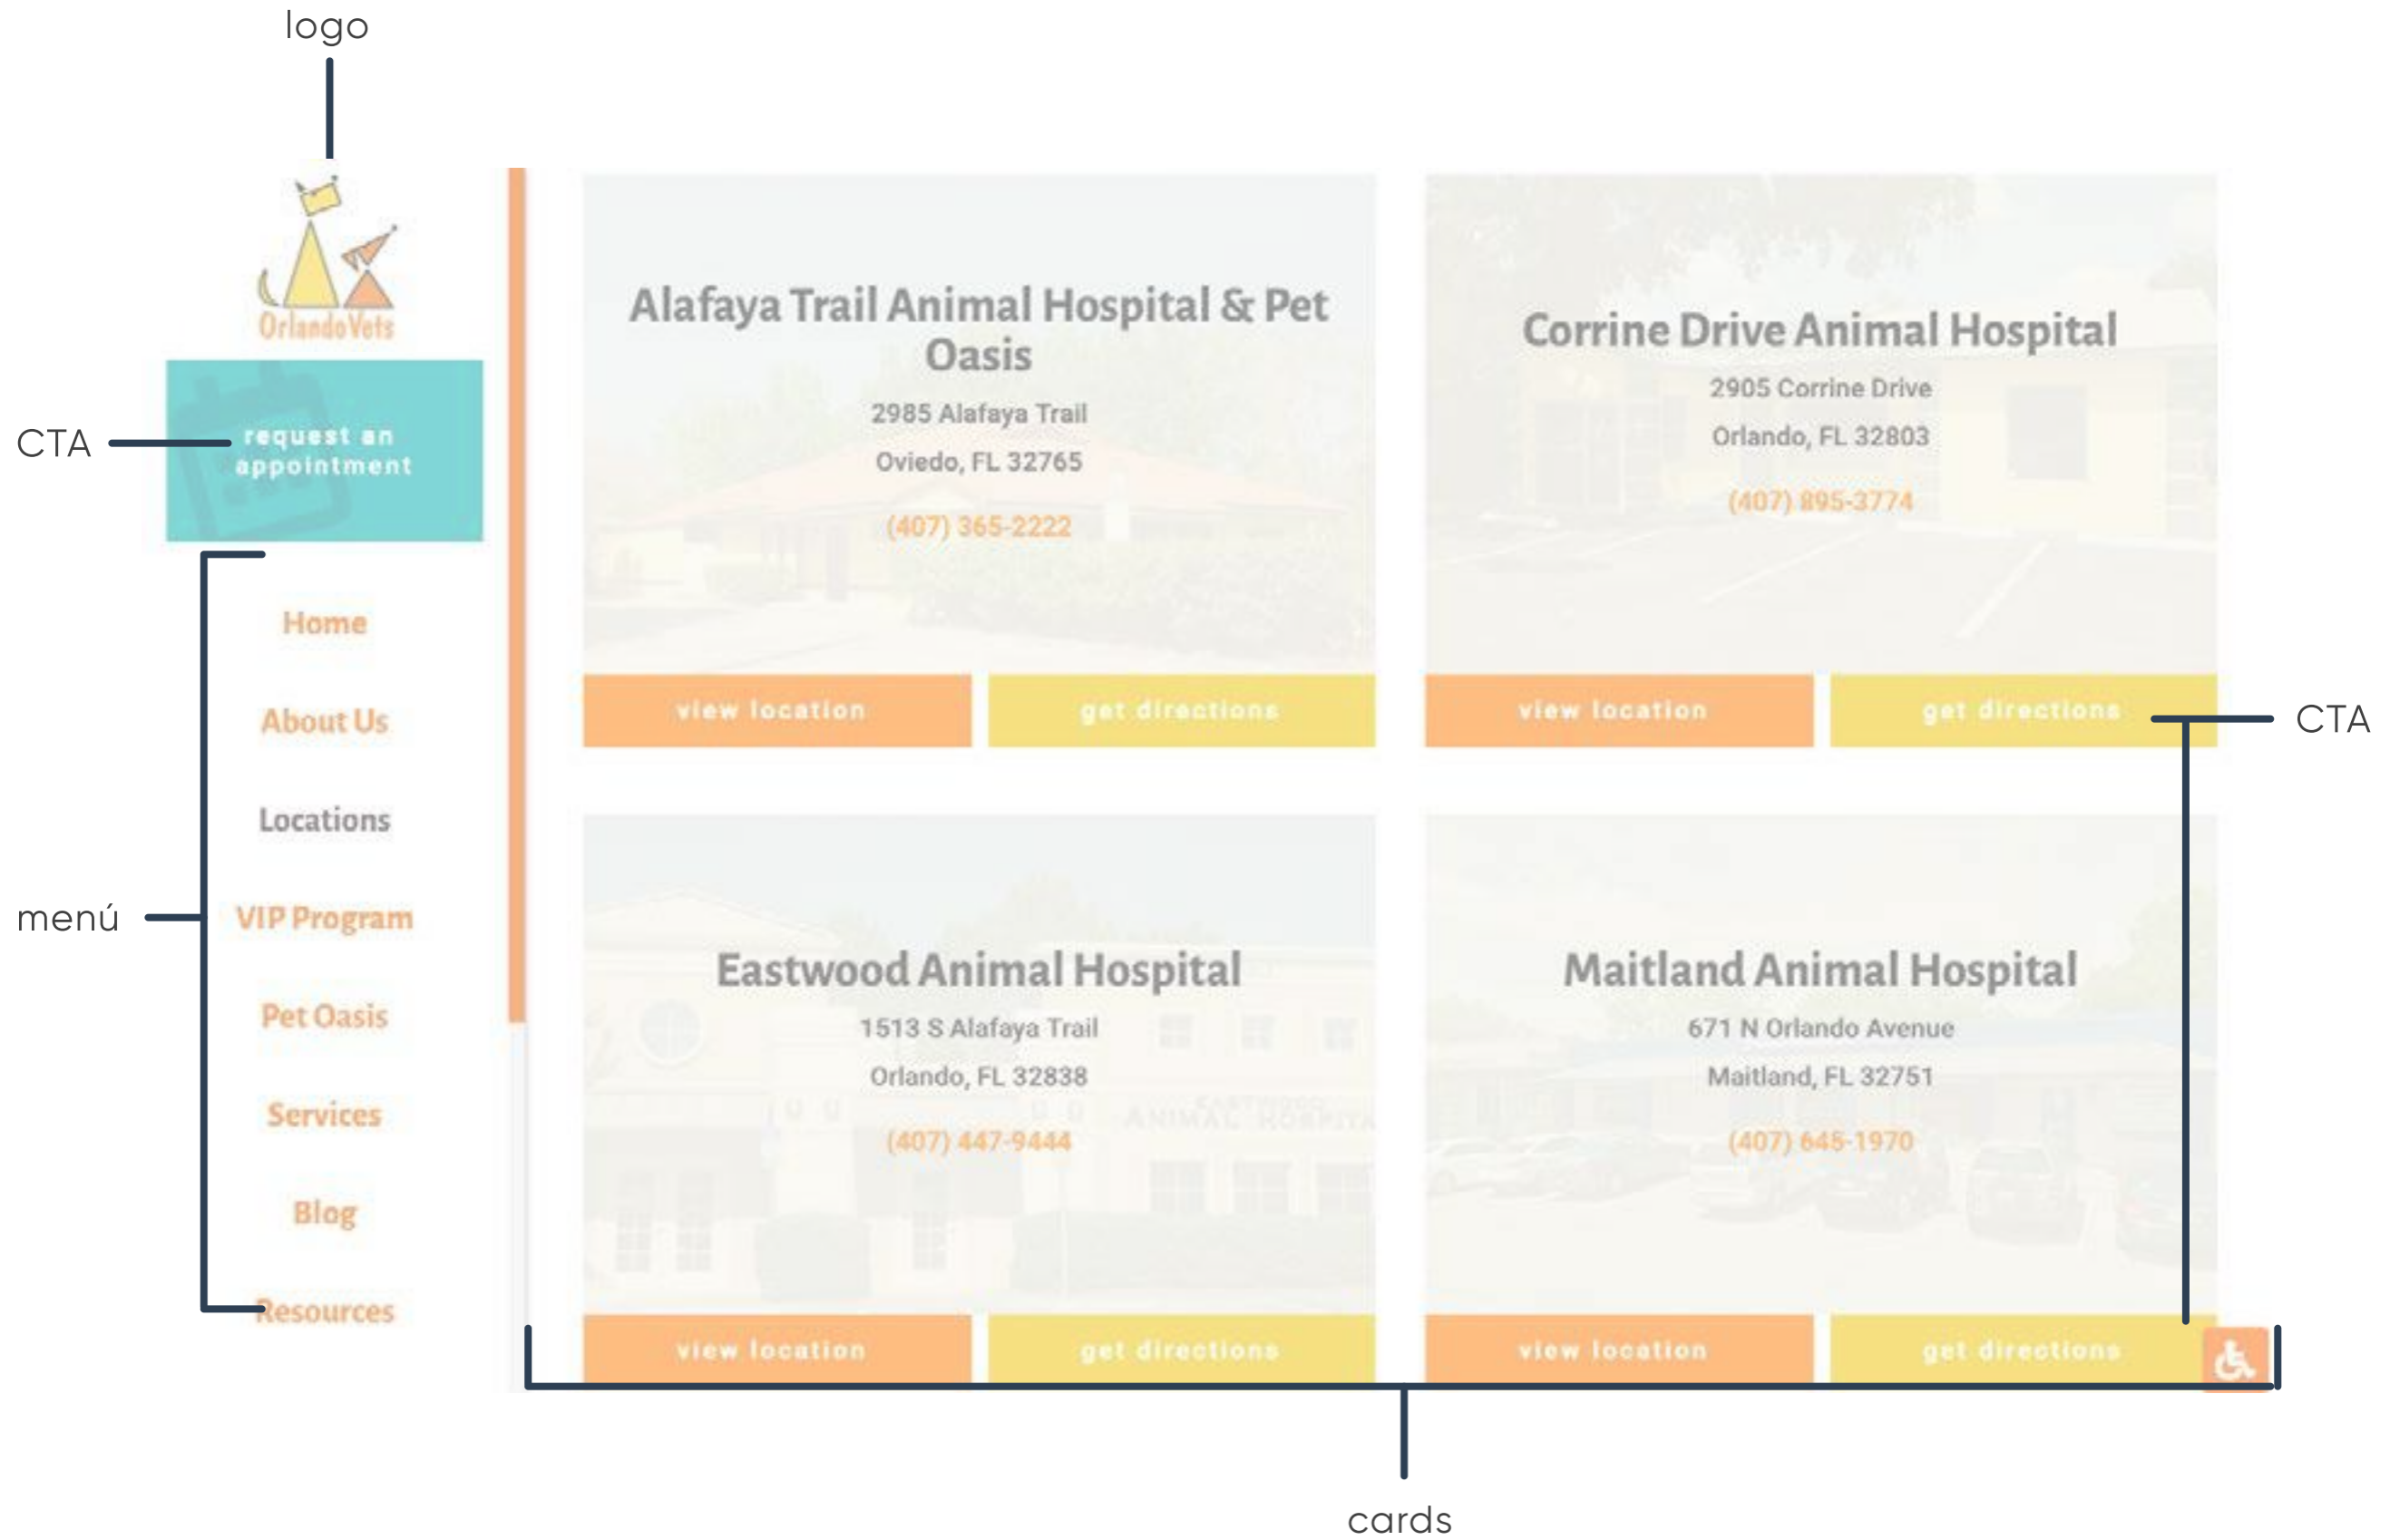 logo
OrlandoVets
CTA
request an
appointment
menú
Home
About Us
Locations
VIP Program
Pet Oasis
Services
Blog
Resources
Alafaya Trail Animal Hospital & Pet
Oasis
2985 Alafaya Trail
Oviedo, FL 32765
(407) 365-2222
view location
get directions
Corrine Drive Animal Hospital
2905 Corrine Drive
Orlando, FL 32803
(407) 895-3774
view location
get directions
CTA
Eastwood Animal Hospital
1513 S Alafaya Trail
Orlando, FL 32838
EASTWOOD
ANIMAL HOSPITA
(407) 447-9444
view location
get directions
Maitland Animal Hospital
671 N Orlando Avenue
Maitland, FL 32751
(407) 645-1970
view location
get directions
cards